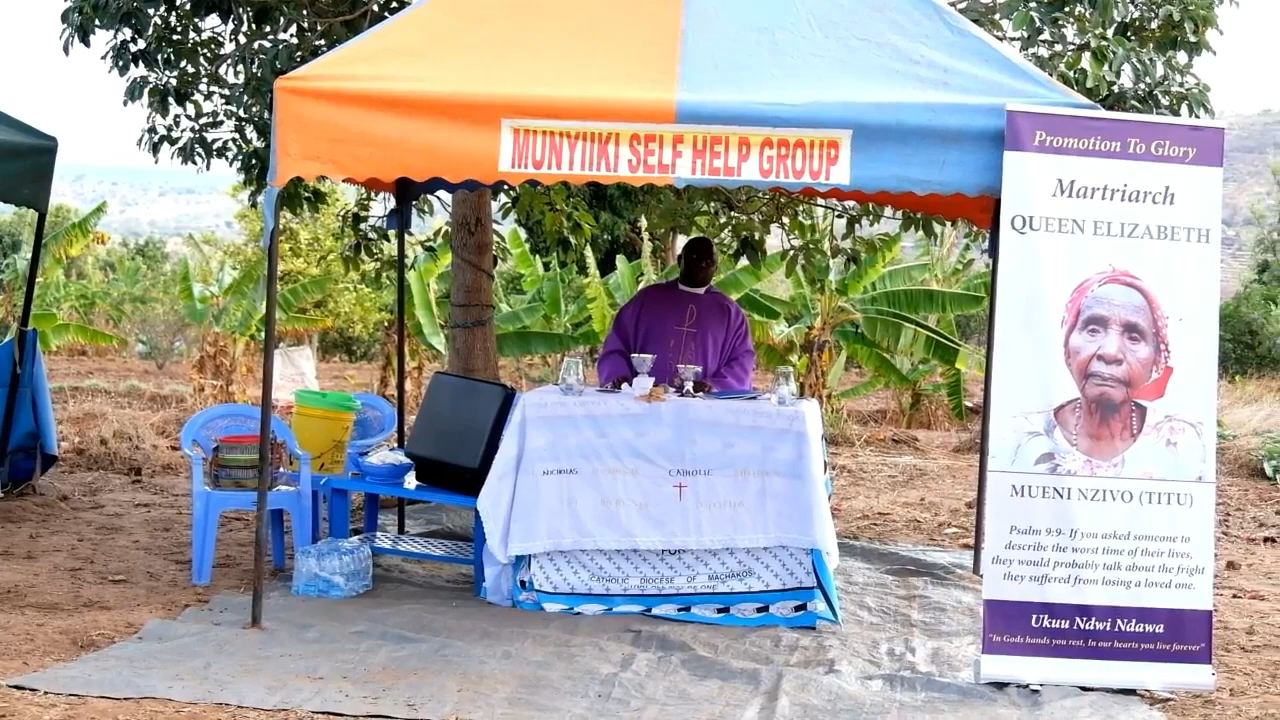 MUNYIIKI SELF HELP GROUP
Promotion To Glory
Martriarch
QUEEN ELIZABETH
MUENI NZIVO (TITU)
Psalm 9:9- If you asked someone to
describe the worst time of their lives,
they would probably talk about the fright
they suffered from losing a loved one.
Ukuu Ndwi Ndawa
"In Gods hands you rest, In our hearts you live forever"
NICHOLAS CATHOLIC
CATHOLIC DIOCESE OF MACHAKOS